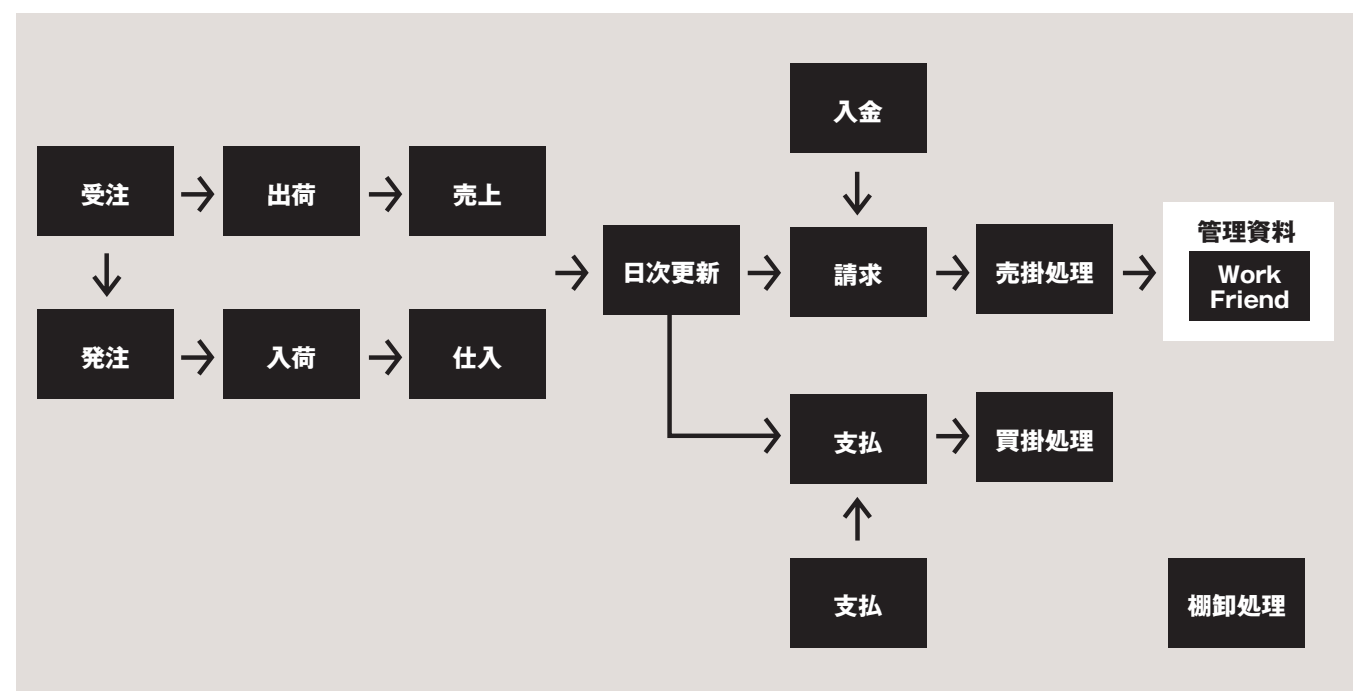 入金
受注
出荷
売上
日次更新
請求
売掛処理
管理資料
Work
Friend
発注
入荷
仕入
支払
買掛処理
支払
棚卸処理